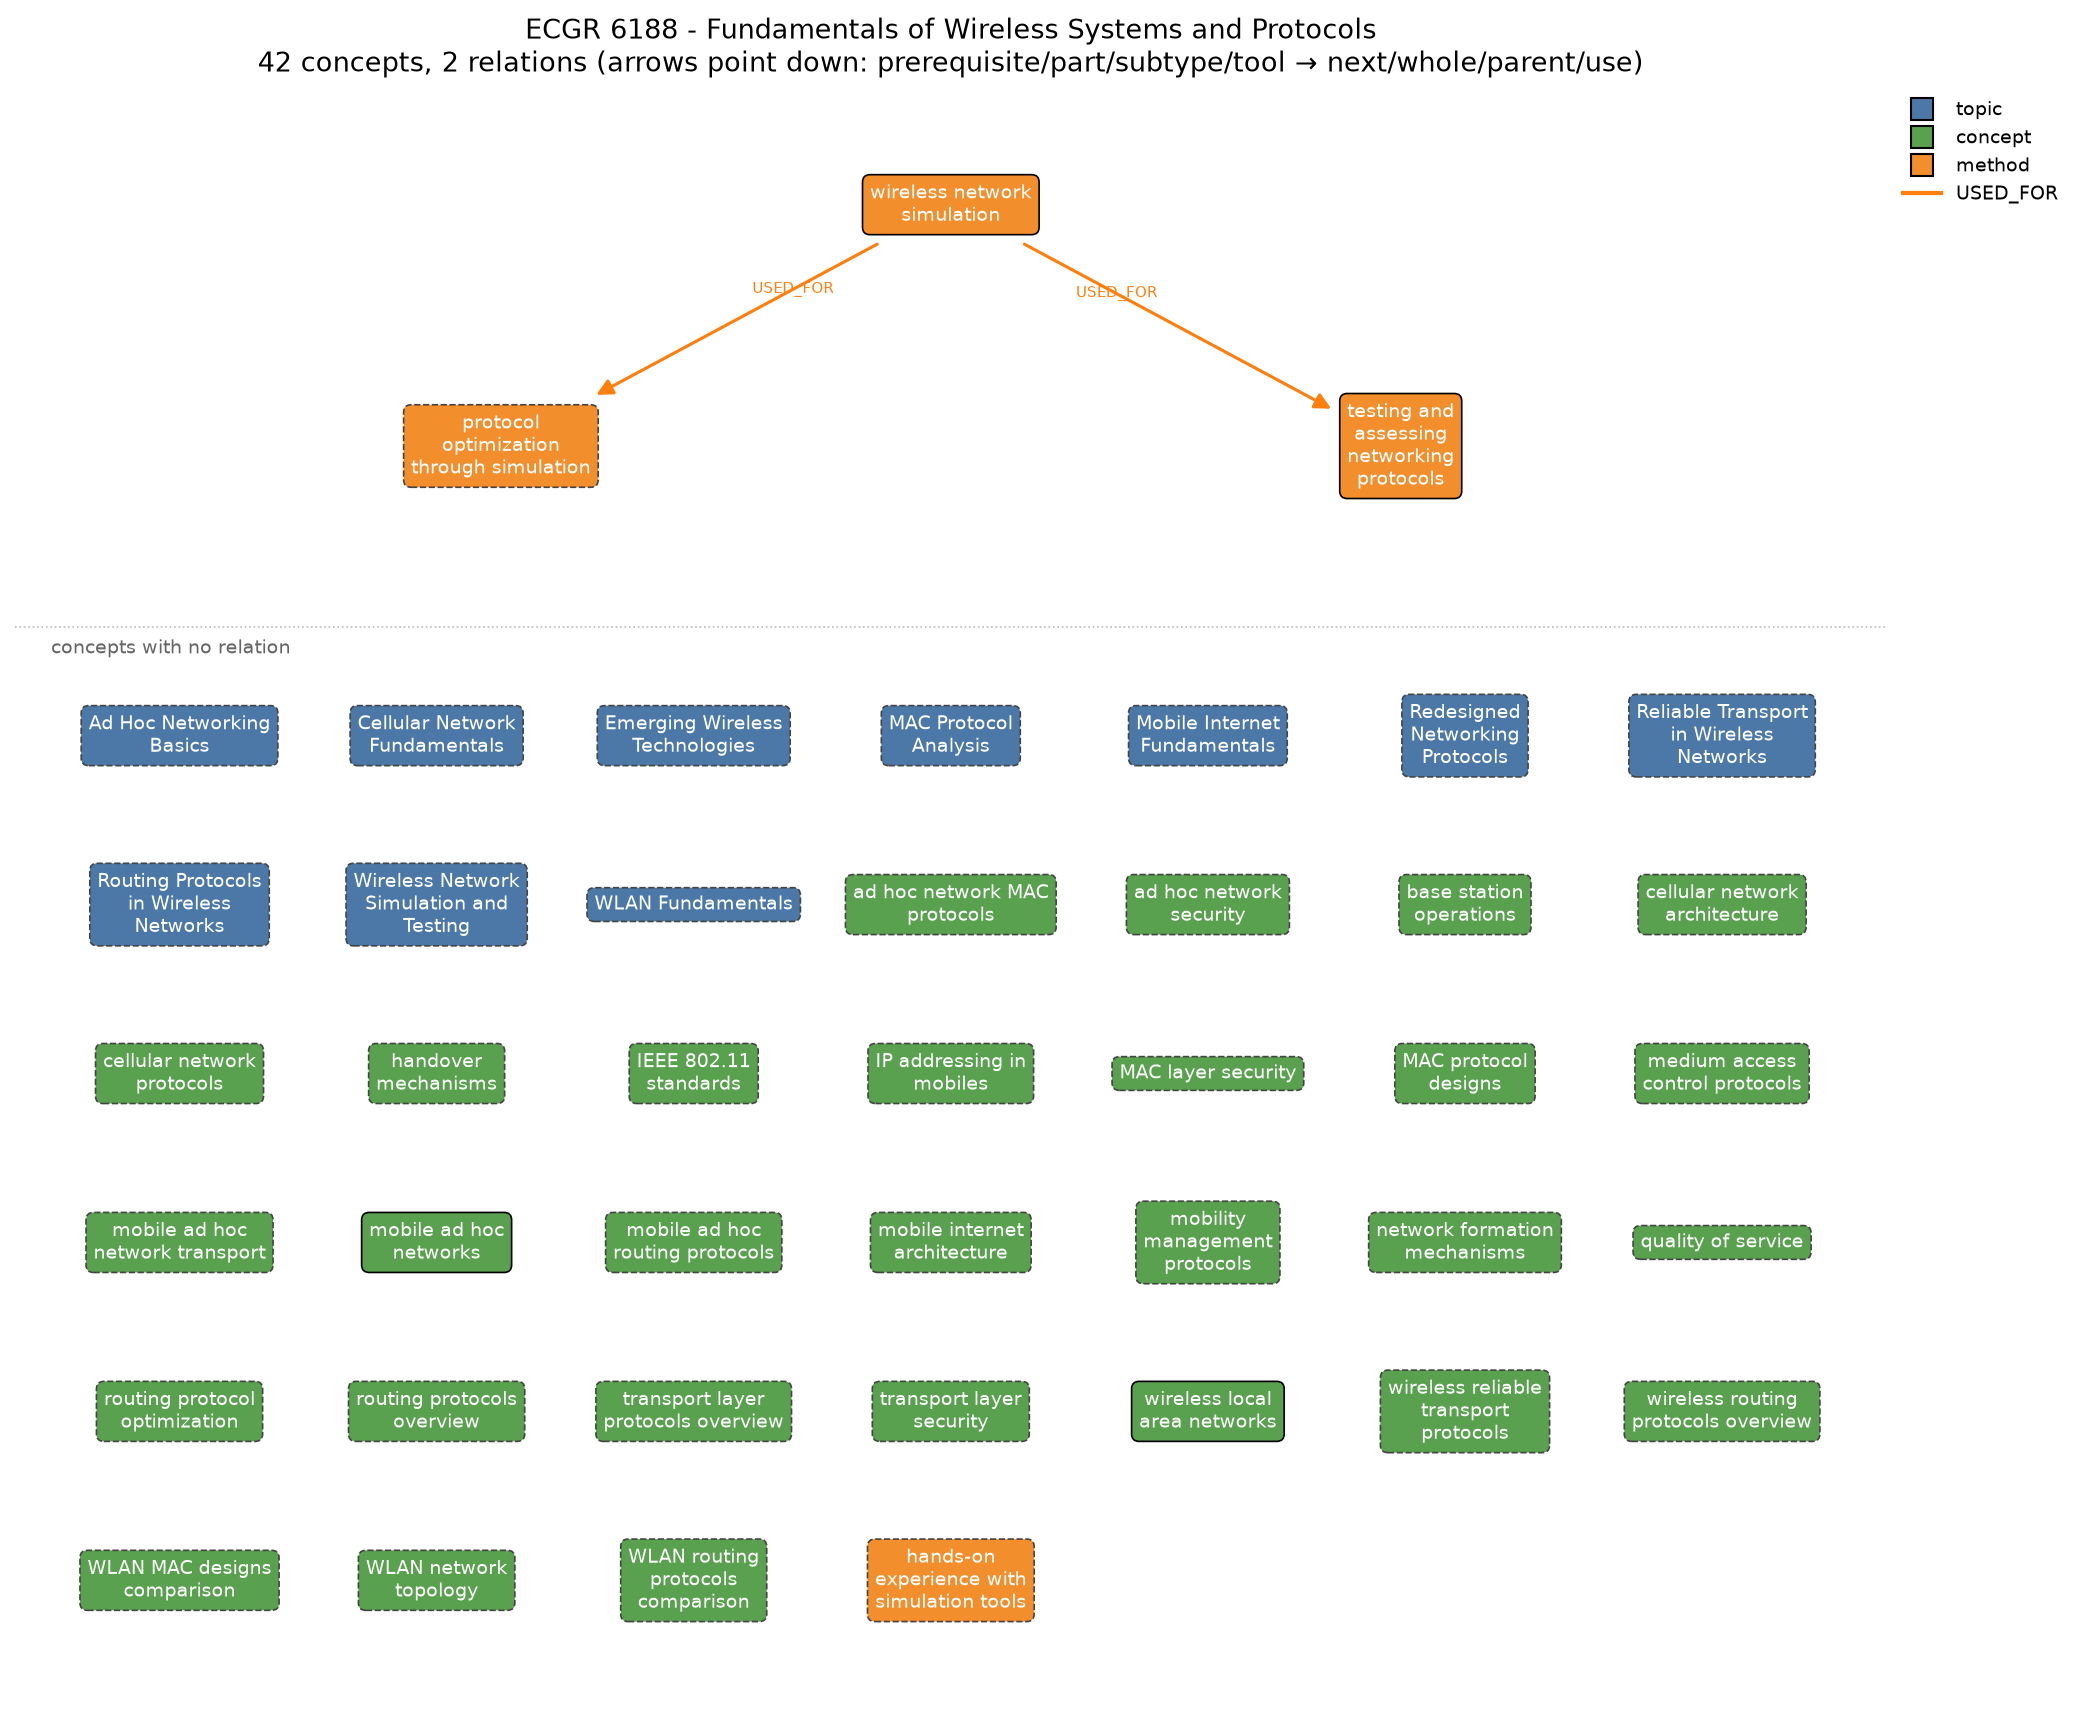 ECGR 6188 - Fundamentals of Wireless Systems and Protocols
42 concepts, 2 relations (arrows point down: prerequisite/part/subtype/tool → next/whole/parent/use)
topic
concept
method
USED_FOR
wireless network
simulation
USED_FOR
USED_FOR
protocol
optimization
through simulation
testing and
assessing
networking
protocols
concepts with no relation
Ad Hoc Networking
Basics
Cellular Network
Fundamentals
Emerging Wireless
Technologies
MAC Protocol
Analysis
Mobile Internet
Fundamentals
Redesigned
Networking
Protocols
Reliable Transport
in Wireless
Networks
Routing Protocols
in Wireless
Networks
Wireless Network
Simulation and
Testing
WLAN Fundamentals
ad hoc network MAC
protocols
ad hoc network
security
base station
operations
cellular network
architecture
cellular network
protocols
handover
mechanisms
IEEE 802.11
standards
IP addressing in
mobiles
MAC layer security
MAC protocol
designs
medium access
control protocols
mobile ad hoc
network transport
mobile ad hoc
networks
mobile ad hoc
routing protocols
mobile internet
architecture
mobility
management
protocols
network formation
mechanisms
quality of service
routing protocol
optimization
routing protocols
overview
transport layer
protocols overview
transport layer
security
wireless local
area networks
wireless reliable
transport
protocols
wireless routing
protocols overview
WLAN MAC designs
comparison
WLAN network
topology
WLAN routing
protocols
comparison
hands-on
experience with
simulation tools